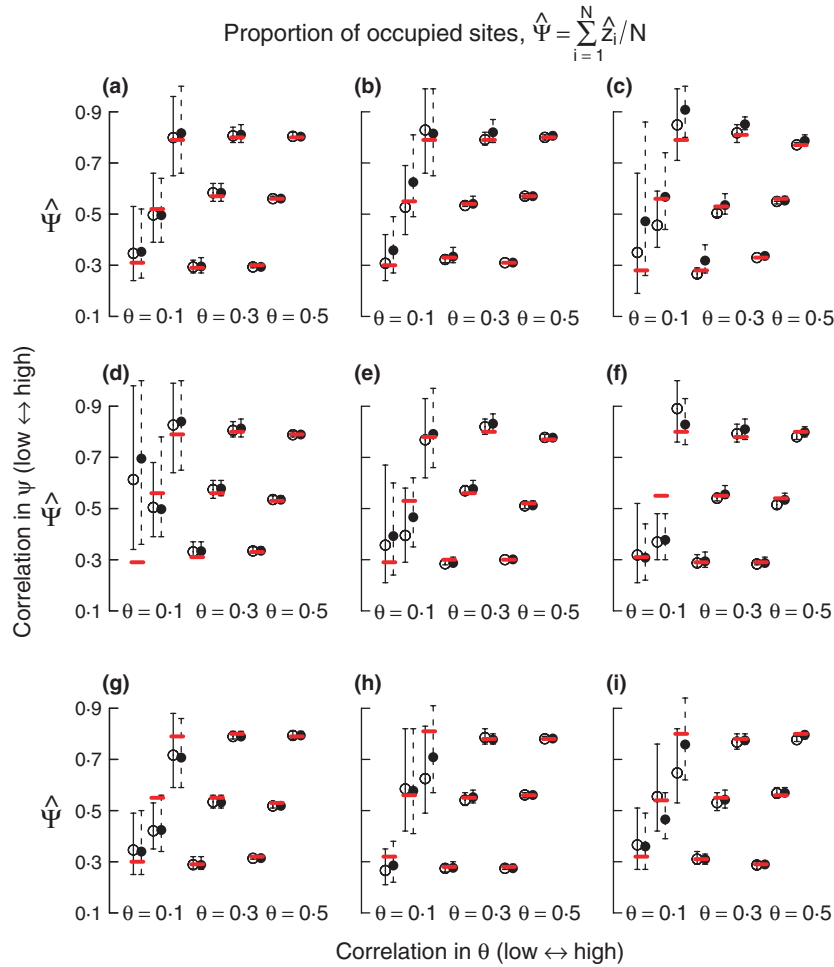 Proportion of occupied sites, Ψ̂ = ∑ᵢ₌₁ᴺ ẑᵢ/N
(a) (b) (c)
0·9
0·7
Ψ̂ 0·5
0·3
0·1 θ = 0·1 θ = 0·3 θ = 0·5 θ = 0·1 θ = 0·3 θ = 0·5 θ = 0·1 θ = 0·3 θ = 0·5
Correlation in ψ (low ↔ high)
(d) (e) (f)
0·9
0·7
Ψ̂ 0·5
0·3
0·1 θ = 0·1 θ = 0·3 θ = 0·5 θ = 0·1 θ = 0·3 θ = 0·5 θ = 0·1 θ = 0·3 θ = 0·5
(g) (h) (i)
0·9
0·7
Ψ̂ 0·5
0·3
0·1 θ = 0·1 θ = 0·3 θ = 0·5 θ = 0·1 θ = 0·3 θ = 0·5 θ = 0·1 θ = 0·3 θ = 0·5
Correlation in θ (low ↔ high)